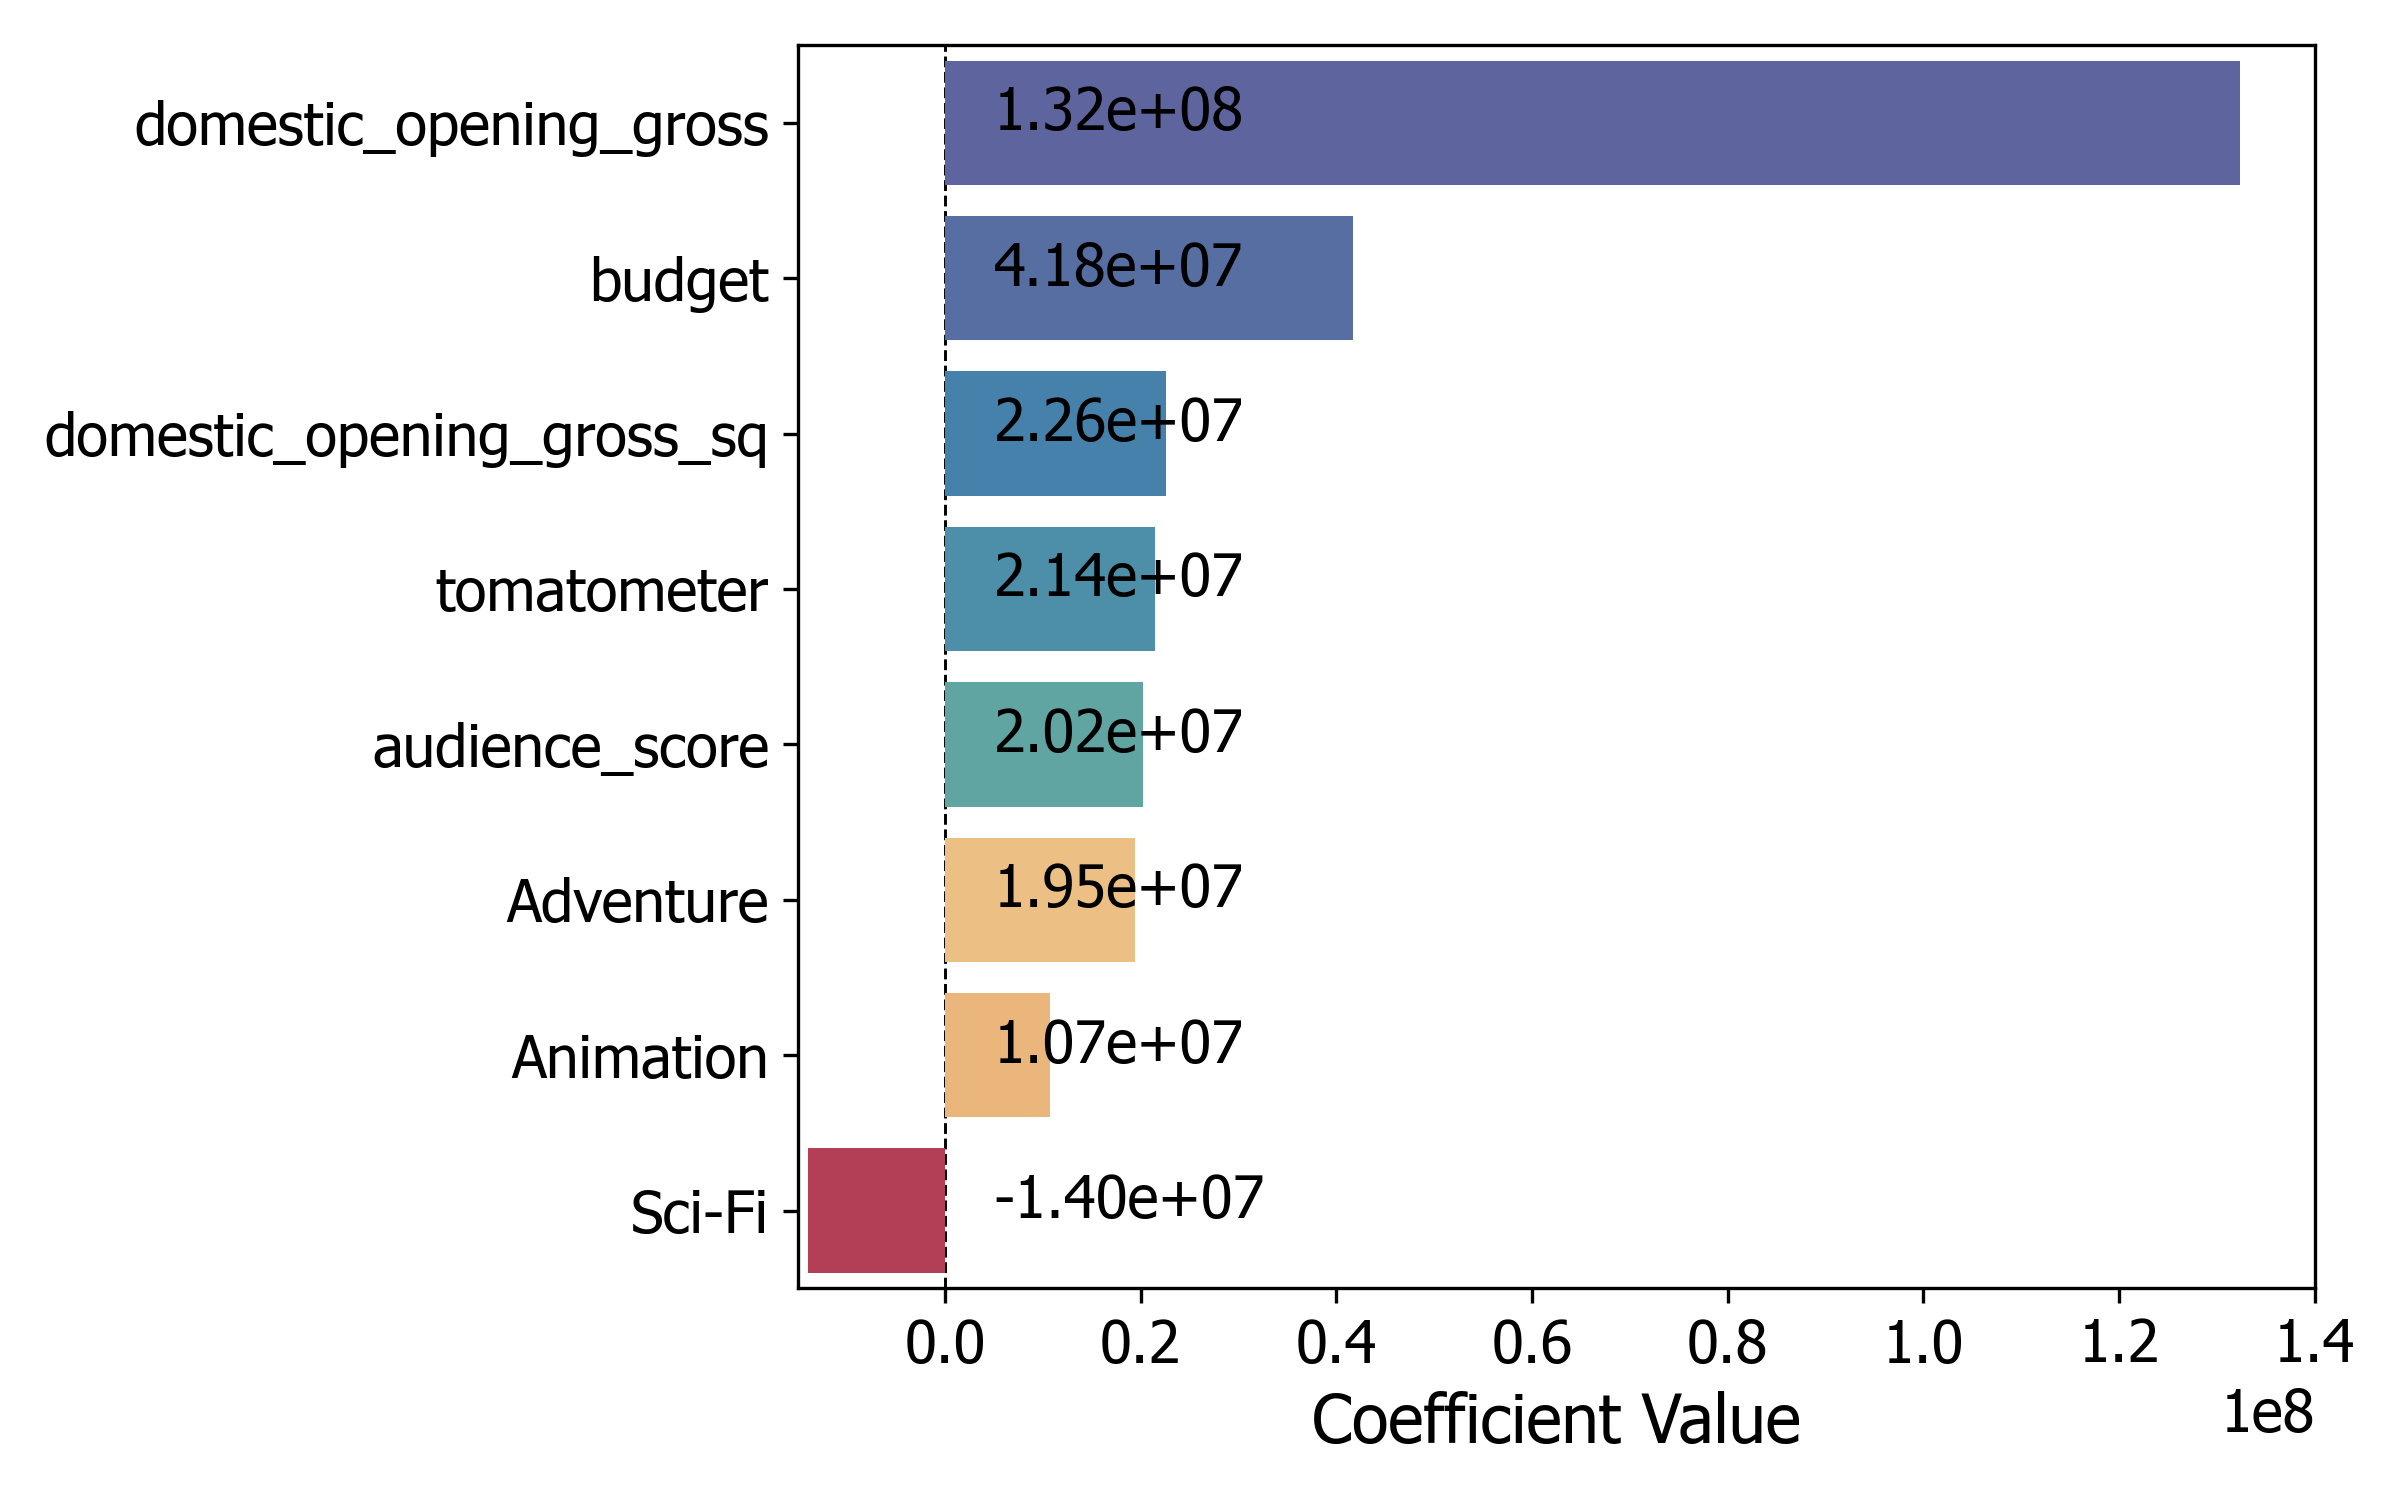 domestic_opening_gross 1.32e+08
budget 4.18e+07
domestic_opening_gross_sq 2.26e+07
tomatometer 2.14e+07
audience_score 2.02e+07
Adventure 1.95e+07
Animation 1.07e+07
Sci-Fi -1.40e+07
0.0 0.2 0.4 0.6 0.8 1.0 1.2 1.4
1e8
Coefficient Value